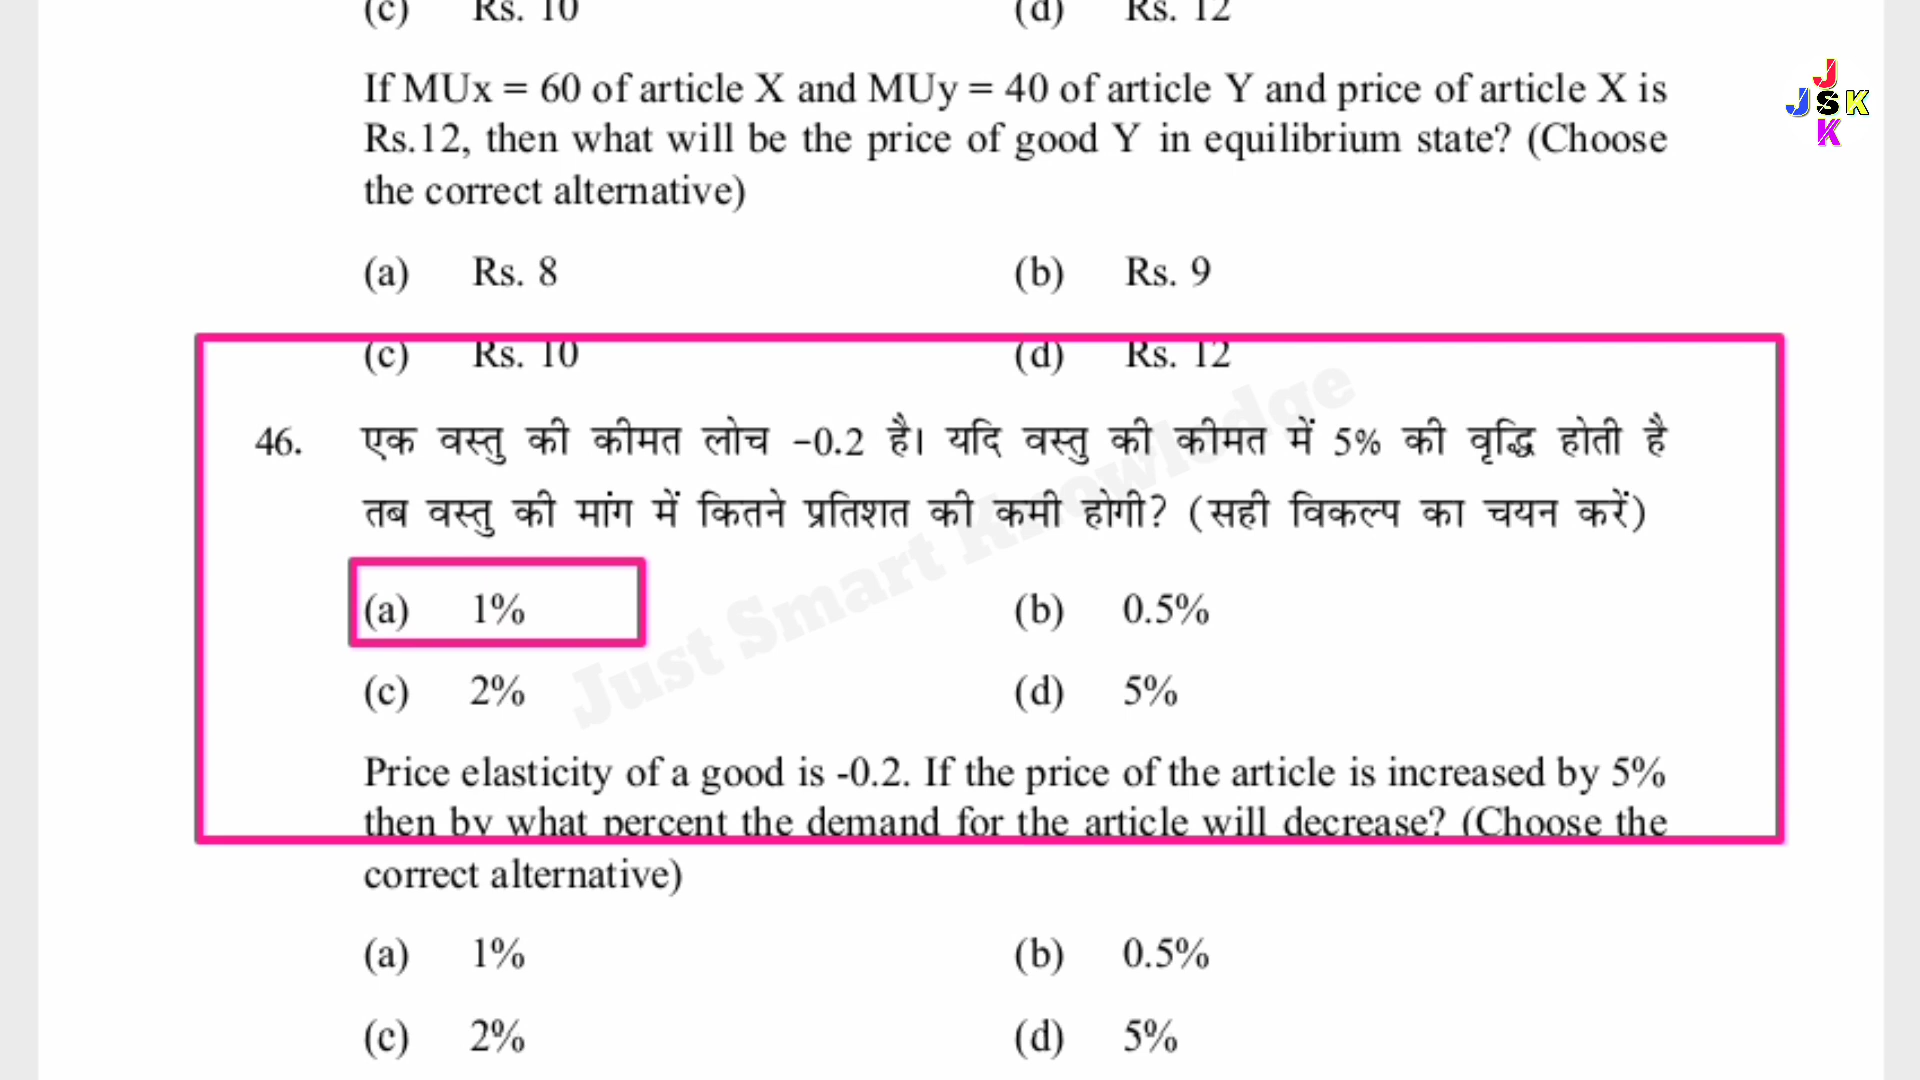 (c) Rs. 10 (d) Rs. 12
If MUx = 60 of article X and MUy = 40 of article Y and price of article X is
Rs.12, then what will be the price of good Y in equilibrium state? (Choose
the correct alternative)
(a) Rs. 8 (b) Rs. 9
(c) Rs. 10 (d) Rs. 12
46. एक वस्तु की कीमत लोच –0.2 है। यदि वस्तु की कीमत में 5% की वृद्धि होती है
तब वस्तु की मांग में कितने प्रतिशत की कमी होगी? (सही विकल्प का चयन करें)
(a) 1% (b) 0.5%
(c) 2% (d) 5%
Price elasticity of a good is -0.2. If the price of the article is increased by 5%
then by what percent the demand for the article will decrease? (Choose the
correct alternative)
(a) 1% (b) 0.5%
(c) 2% (d) 5%
Just Smart Knowledge
J
JSK
K